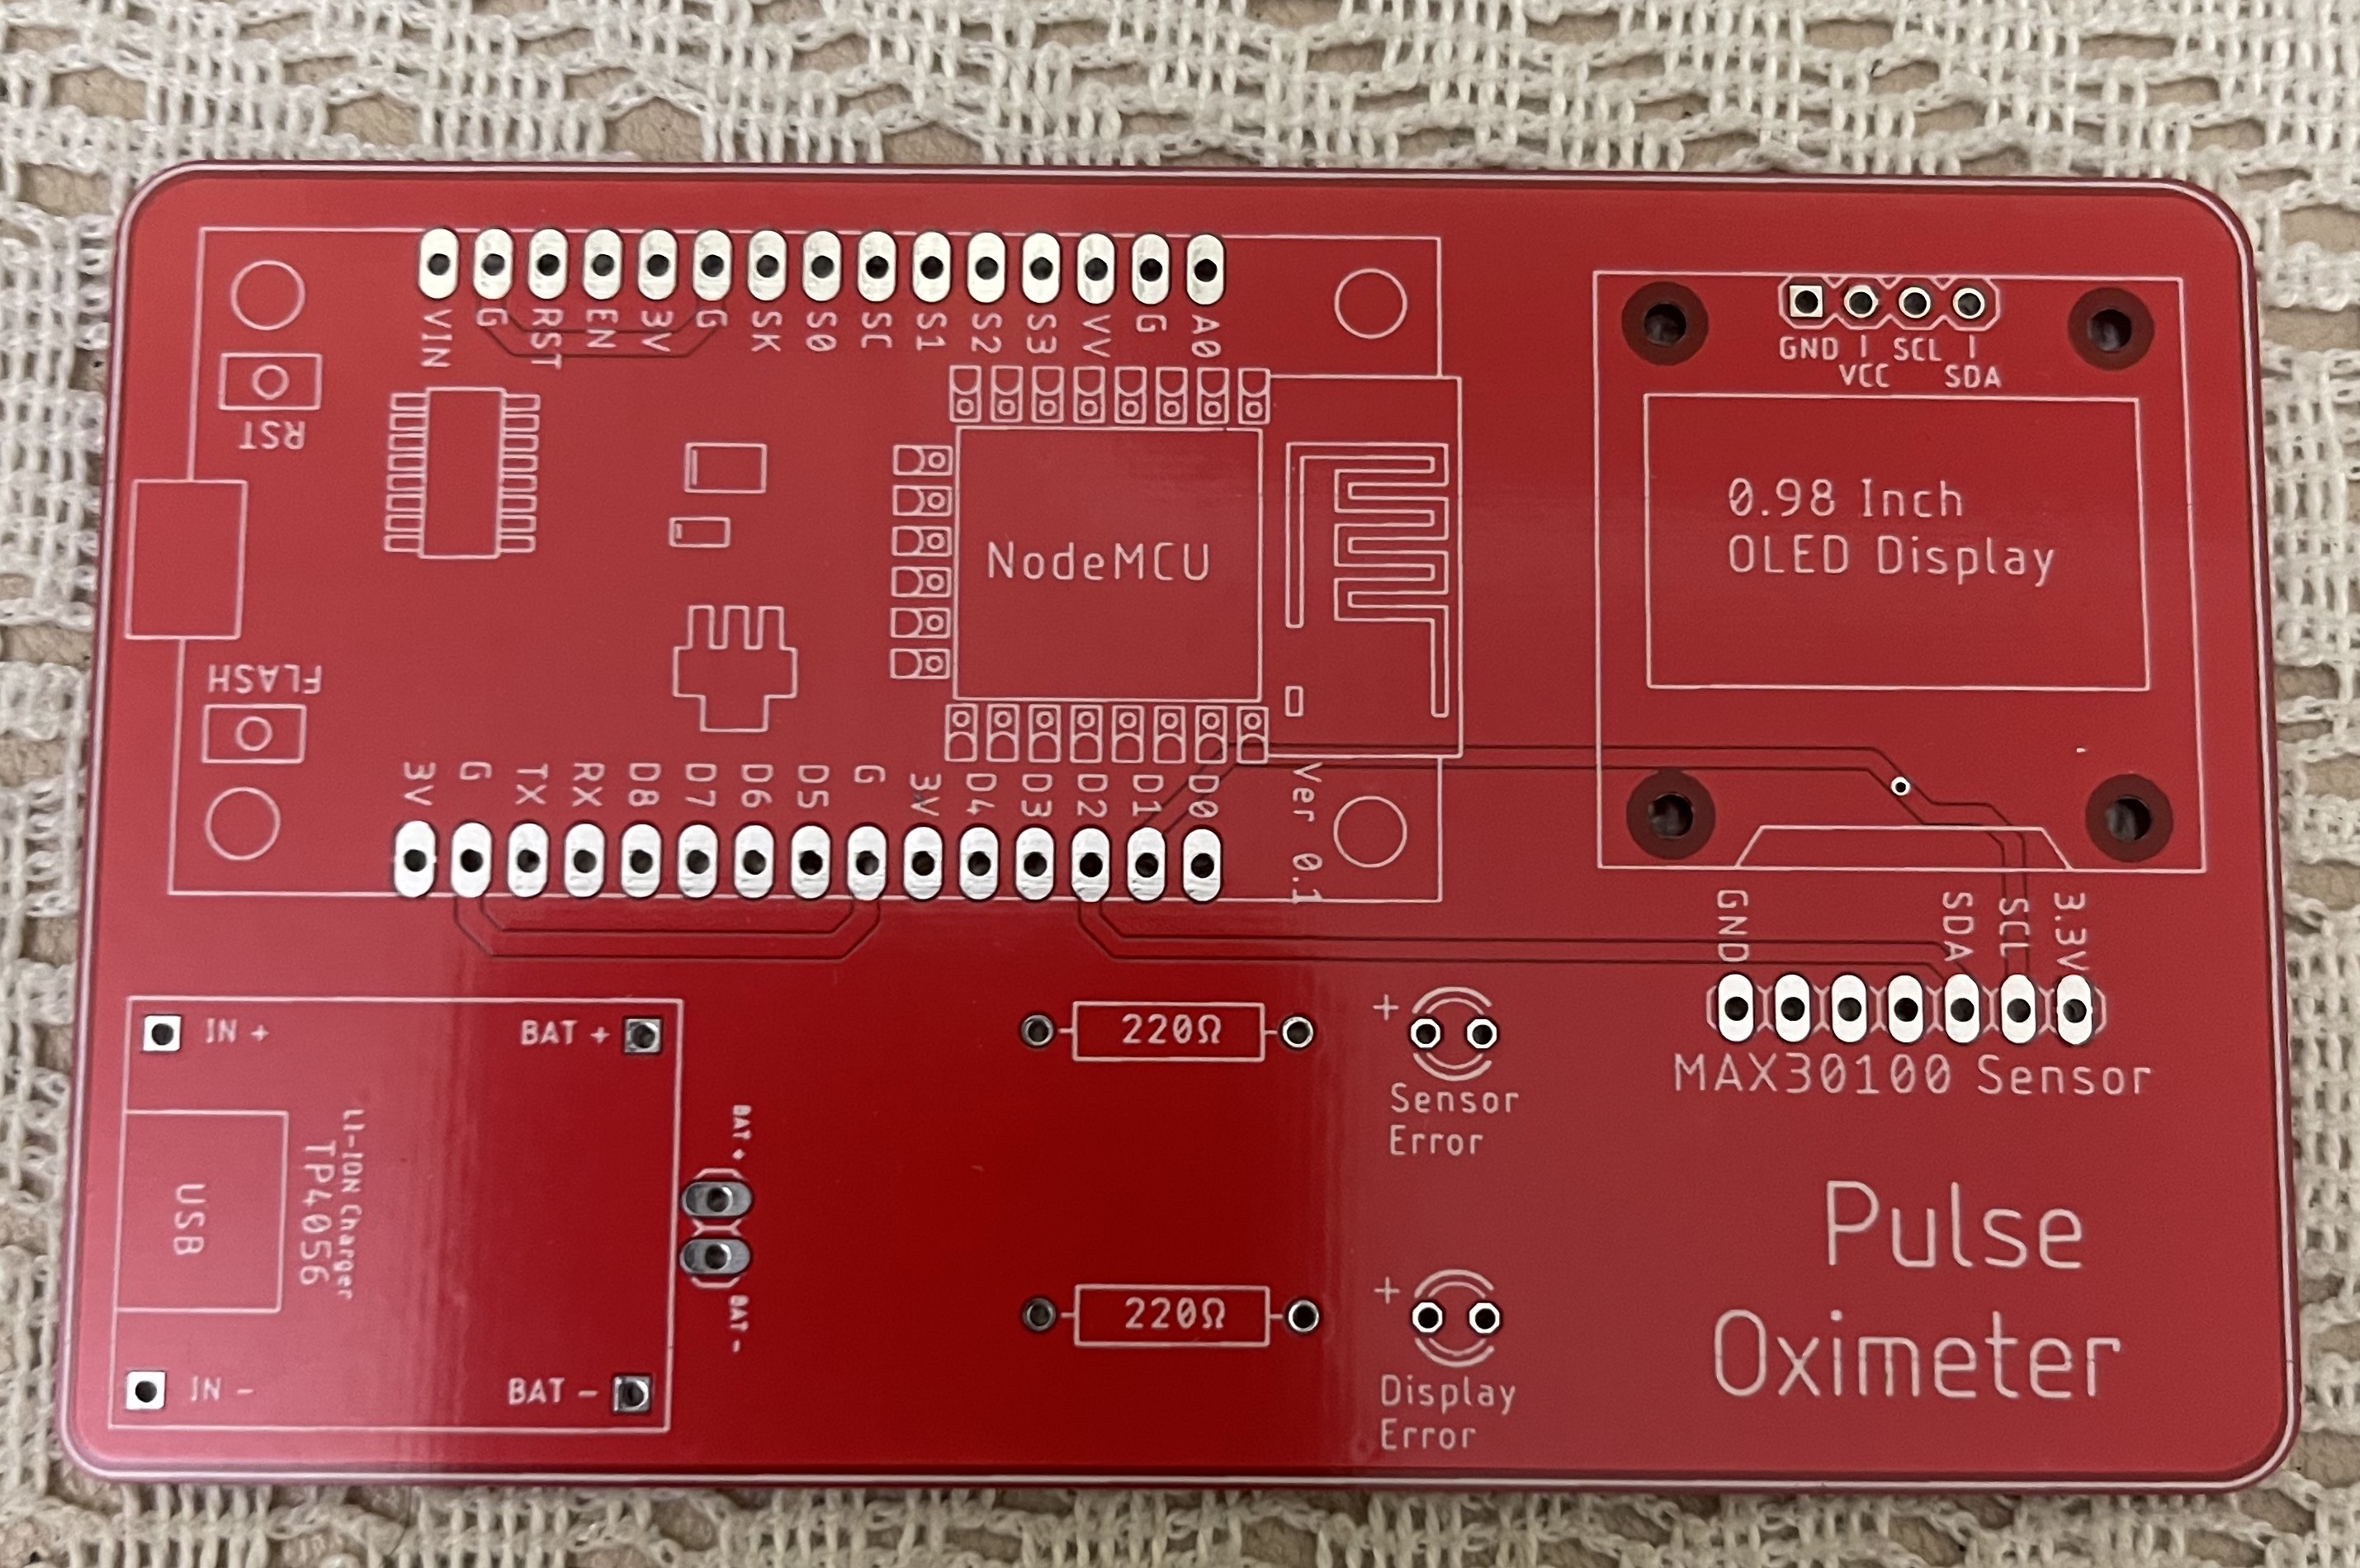 VIN
G
RST
EN
3V
G
SK
S0
SC
S1
S2
S3
VV
G
A0
RST
NodeMCU
FLASH
3V
G
TX
RX
D8
D7
D6
D5
G
3V
D4
D3
D2
D1
D0
Ver 0.1
GND SCL
VCC SDA
0.98 Inch
OLED Display
GND
SDA
SCL
3.3V
MAX30100 Sensor
IN +
BAT +
LI-ION Charger
TP4056
USB
IN -
BAT -
BAT +
BAT -
220Ω
+
Sensor
Error
220Ω
+
Display
Error
Pulse
Oximeter